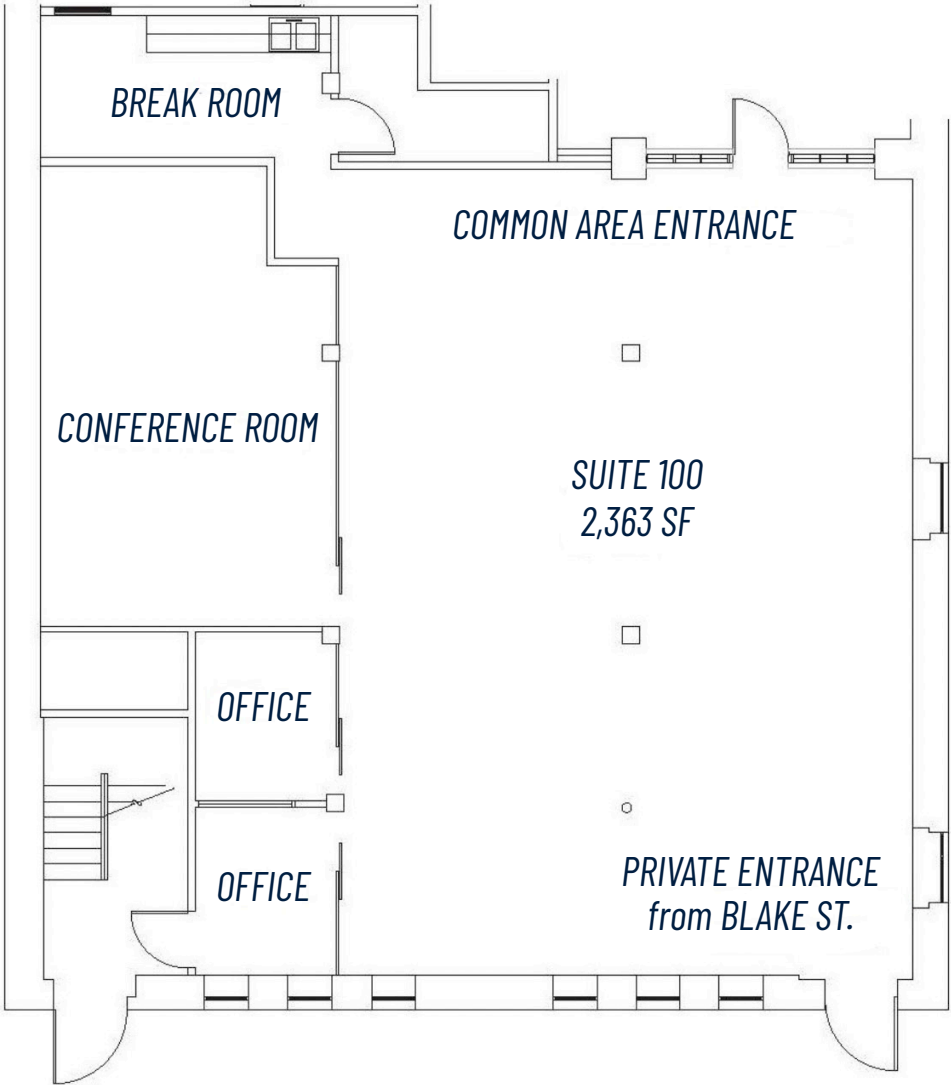 BREAK ROOM
COMMON AREA ENTRANCE
CONFERENCE ROOM
SUITE 100
2,363 SF
OFFICE
OFFICE
PRIVATE ENTRANCE
from BLAKE ST.